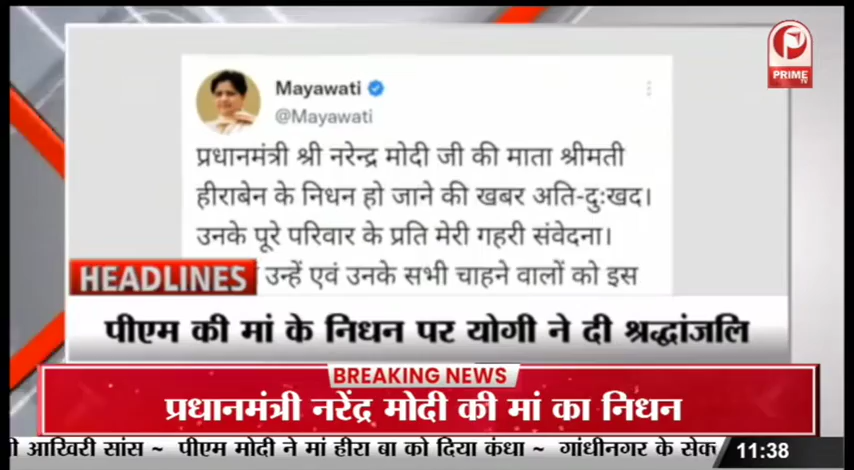 PRIME
TV
Mayawati
@Mayawati
प्रधानमंत्री श्री नरेन्द्र मोदी जी की माता श्रीमती
हीराबेन के निधन हो जाने की खबर अति-दुःखद।
उनके पूरे परिवार के प्रति मेरी गहरी संवेदना।
उन्हें एवं उनके सभी चाहने वालों को इस
HEADLINES
पीएम की मां के निधन पर योगी ने दी श्रद्धांजलि
BREAKING NEWS
प्रधानमंत्री नरेंद्र मोदी की मां का निधन
आखिरी सांस ~ पीएम मोदी ने मां हीरा बा को दिया कंधा ~ गांधीनगर के
11:38